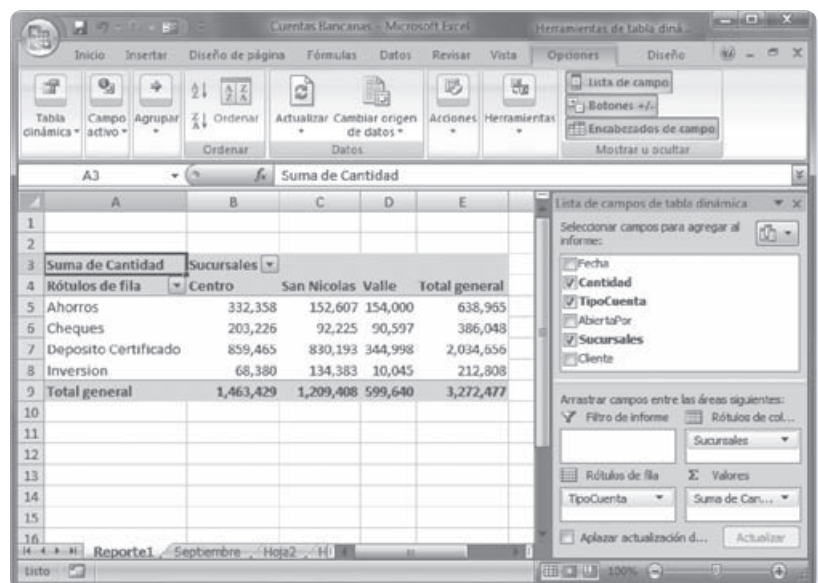 Cuentas Bancarias - Microsoft Excel
Herramientas de tabla diná...
Inicio Insertar Diseño de página Fórmulas Datos Revisar Vista Opciones Diseño
Tabla dinámica
Campo activo
Agrupar
Ordenar
Ordenar
Actualizar
Cambiar origen de datos
Datos
Acciones
Herramientas
Lista de campo
Botones +/-
Encabezados de campo
Mostrar u ocultar
A3 fx Suma de Cantidad
A B C D E
1
2
3 Suma de Cantidad Sucursales
4 Rótulos de fila Centro San Nicolas Valle Total general
5 Ahorros 332,358 152,607 154,000 638,965
6 Cheques 203,226 92,225 90,597 386,048
7 Deposito Certificado 859,465 830,193 344,998 2,034,656
8 Inversion 68,380 134,383 10,045 212,808
9 Total general 1,463,429 1,209,408 599,640 3,272,477
10
11
12
13
14
15
16
Reporte1 Septiembre Hoja2
Listo
Lista de campos de tabla dinámica
Seleccionar campos para agregar al
informe:
Fecha
Cantidad
TipoCuenta
AbiertaPor
Sucursales
Cliente
Arrastrar campos entre las áreas siguientes:
Filtro de informe Rótulos de col...
Sucursales
Rótulos de fila Σ Valores
TipoCuenta Suma de Can...
Aplazar actualización d... Actualizar
100%